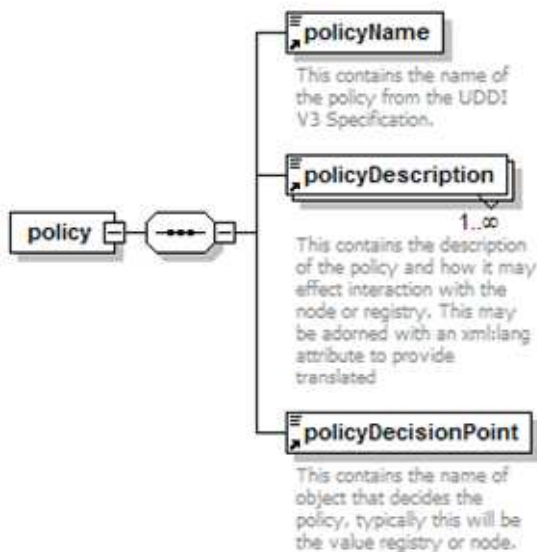 policyName
This contains the name of
the policy from the UDDI
V3 Specification.
policyDescription
1..∞
policy
This contains the description
of the policy and how it may
effect interaction with the
node or registry. This may
be adorned with an xml:lang
attribute to provide
translated
policyDecisionPoint
This contains the name of
object that decides the
policy, typically this will be
the value registry or node.